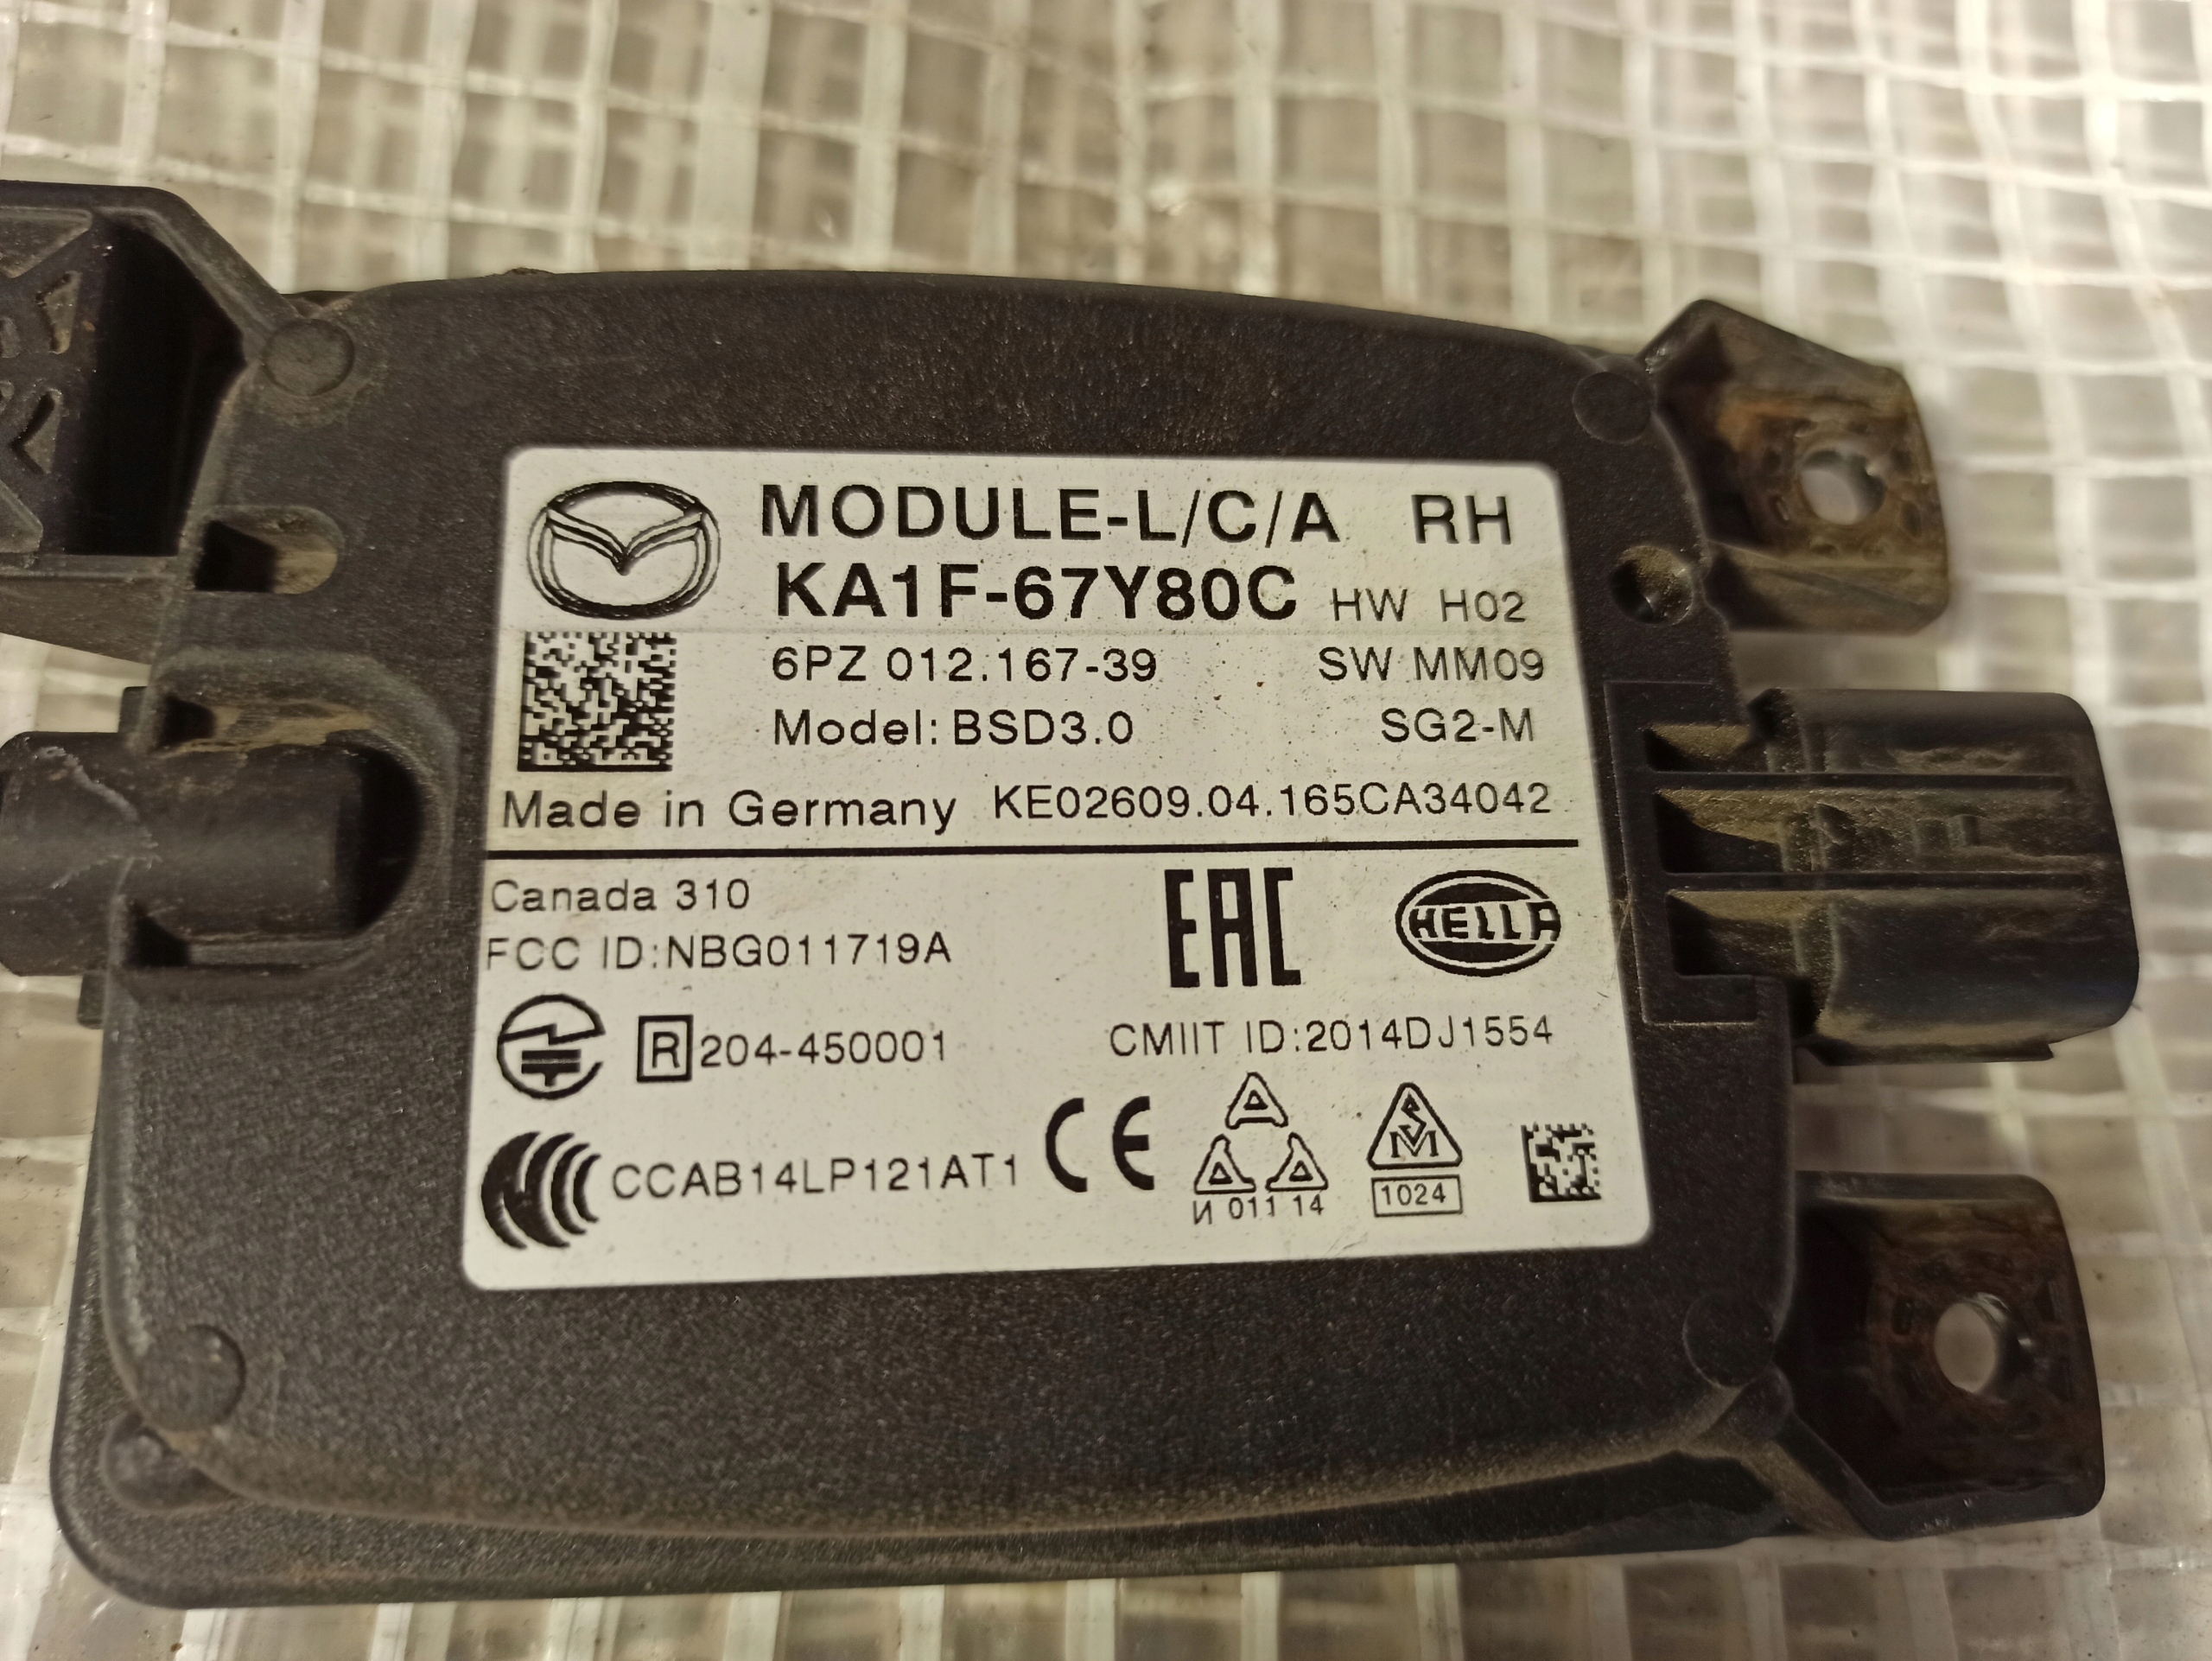 MODULE-L/C/A RH
KA1F-67Y80C HW H02
6PZ 012.167-39 SW MM09
Model: BSD3.0 SG2-M
Made in Germany KE02609.04.165CA34042
Canada 310
FCC ID:NBG011719A
EAC
HELLA
R 204-450001
CMIIT ID:2014DJ1554
CCAB14LP121AT1
CE
И 011 14
SM
1024